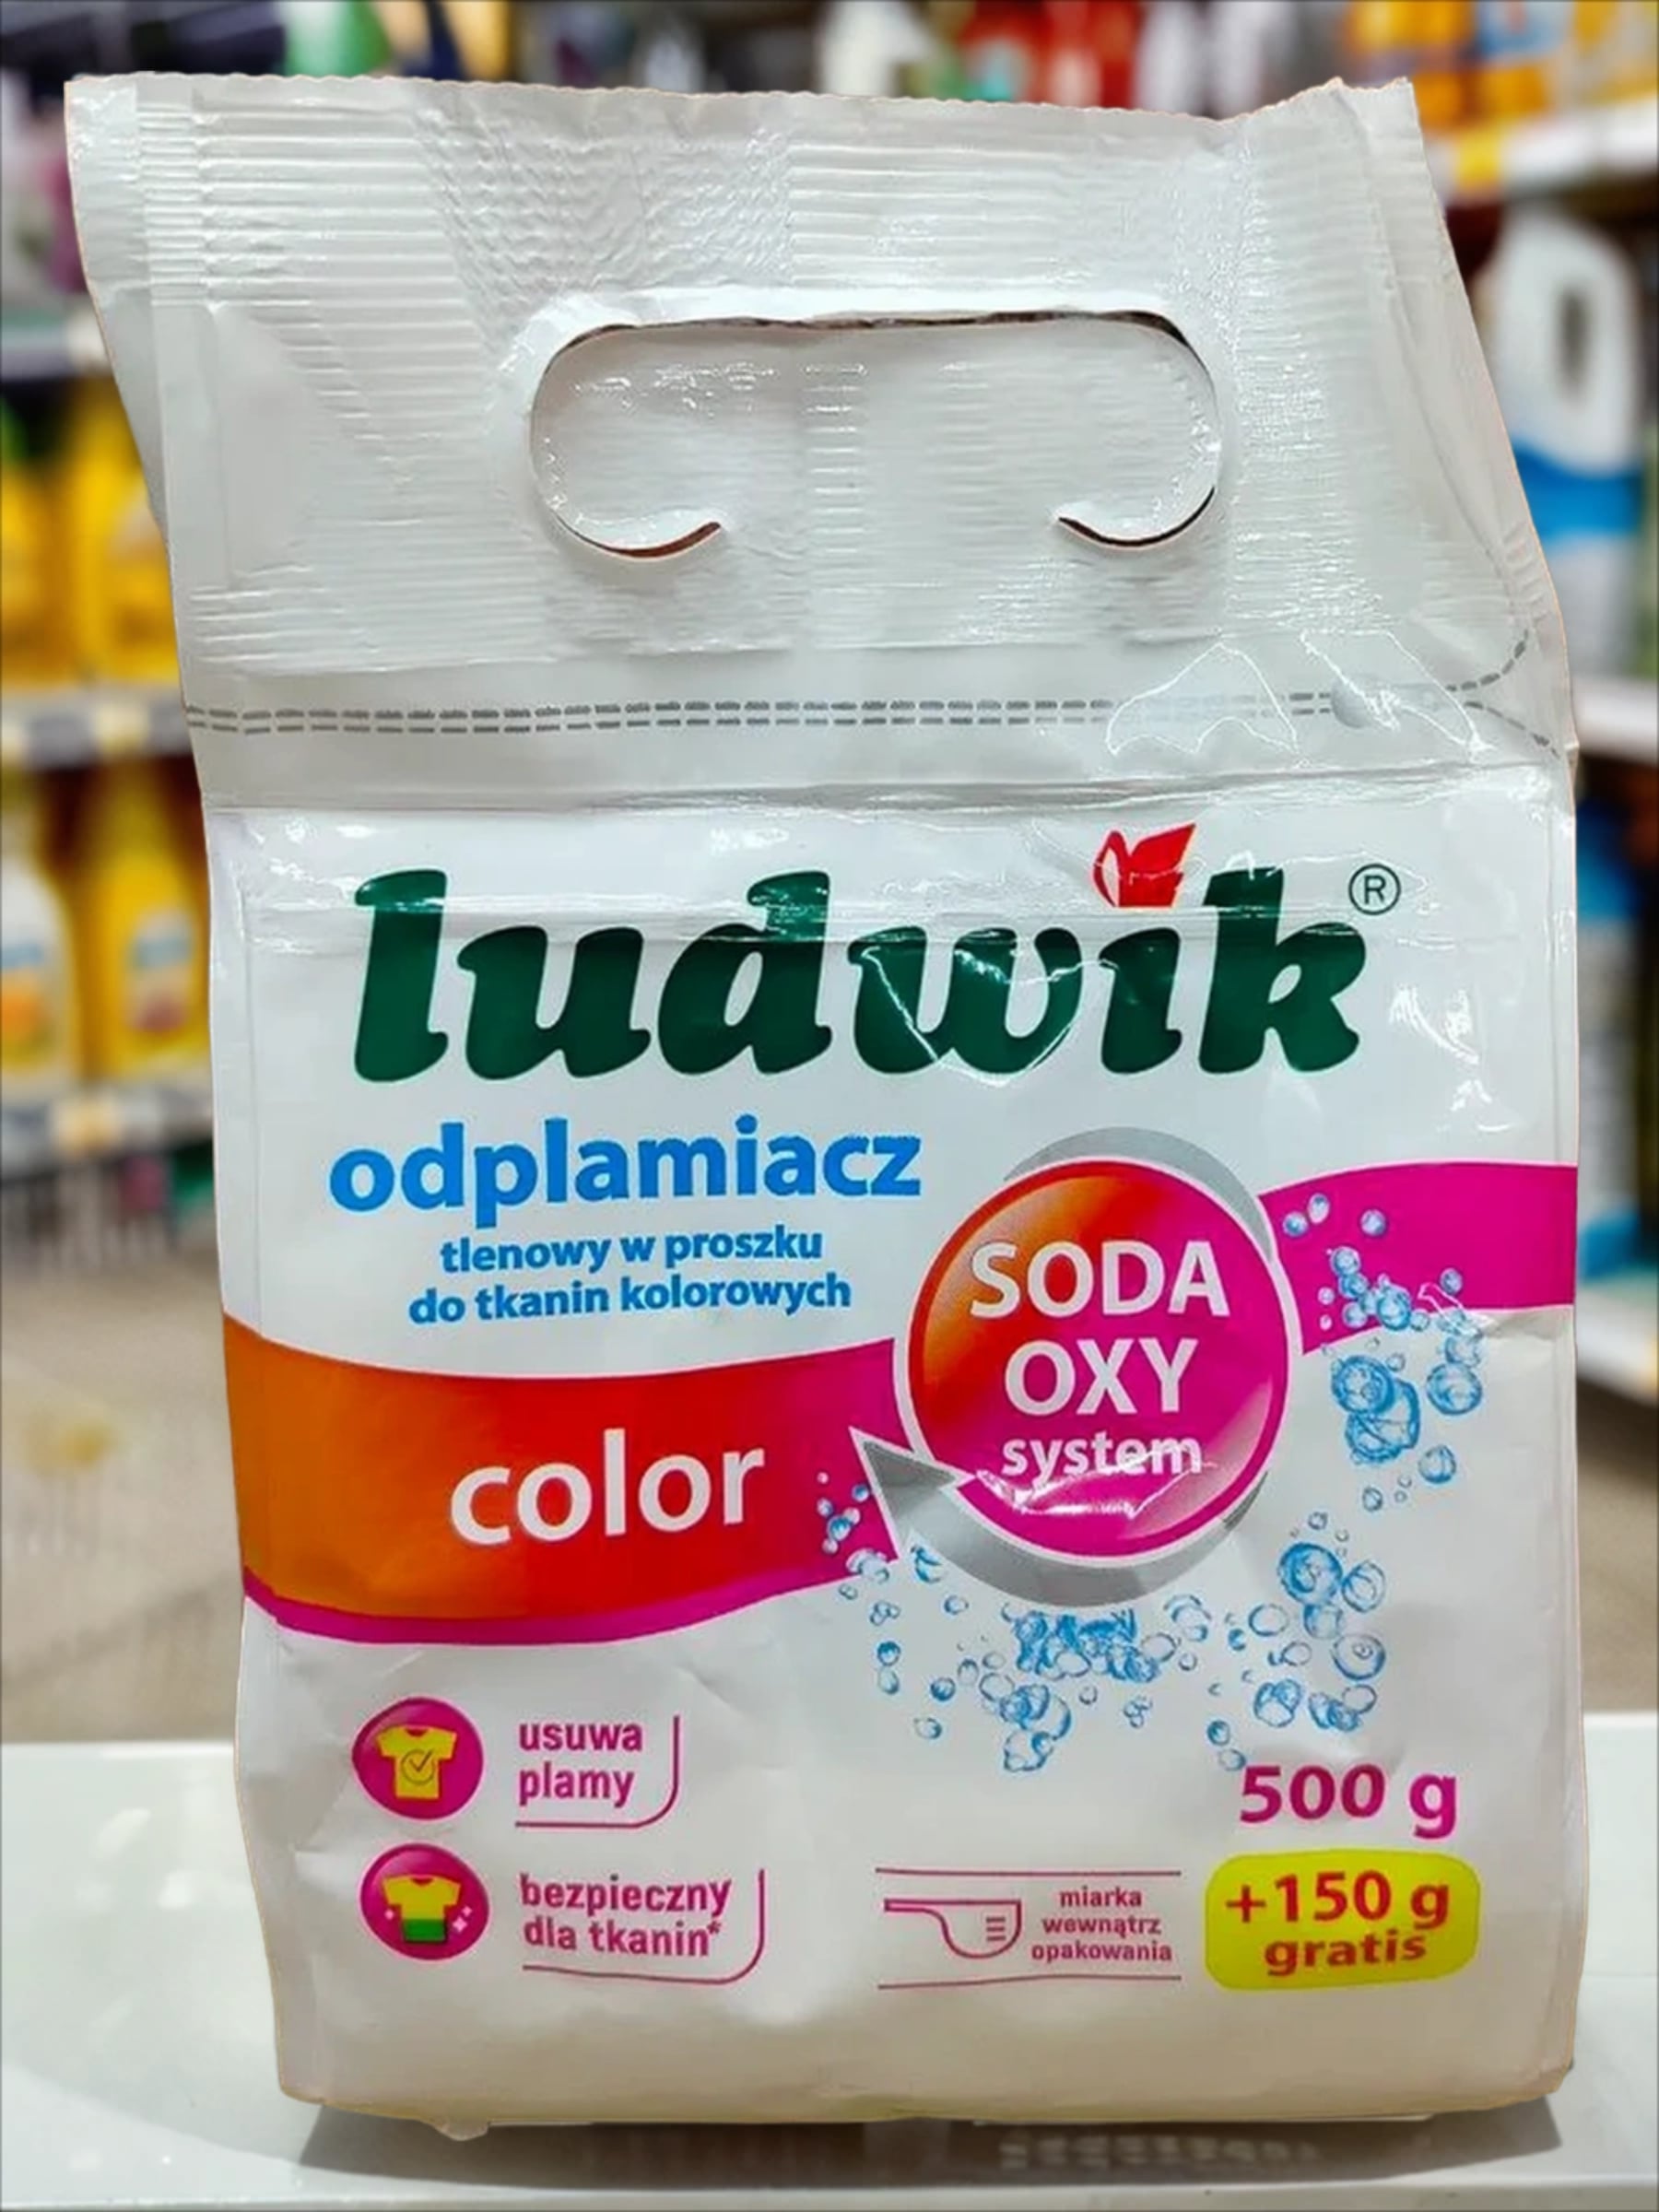 ludwik®
odplamiacz
tlenowy w proszku
do tkanin kolorowych
SODA
OXY
system
color
usuwa
plamy
bezpieczny
dla tkanin*
miarka
wewnątrz
opakowania
500 g
+150 g
gratis